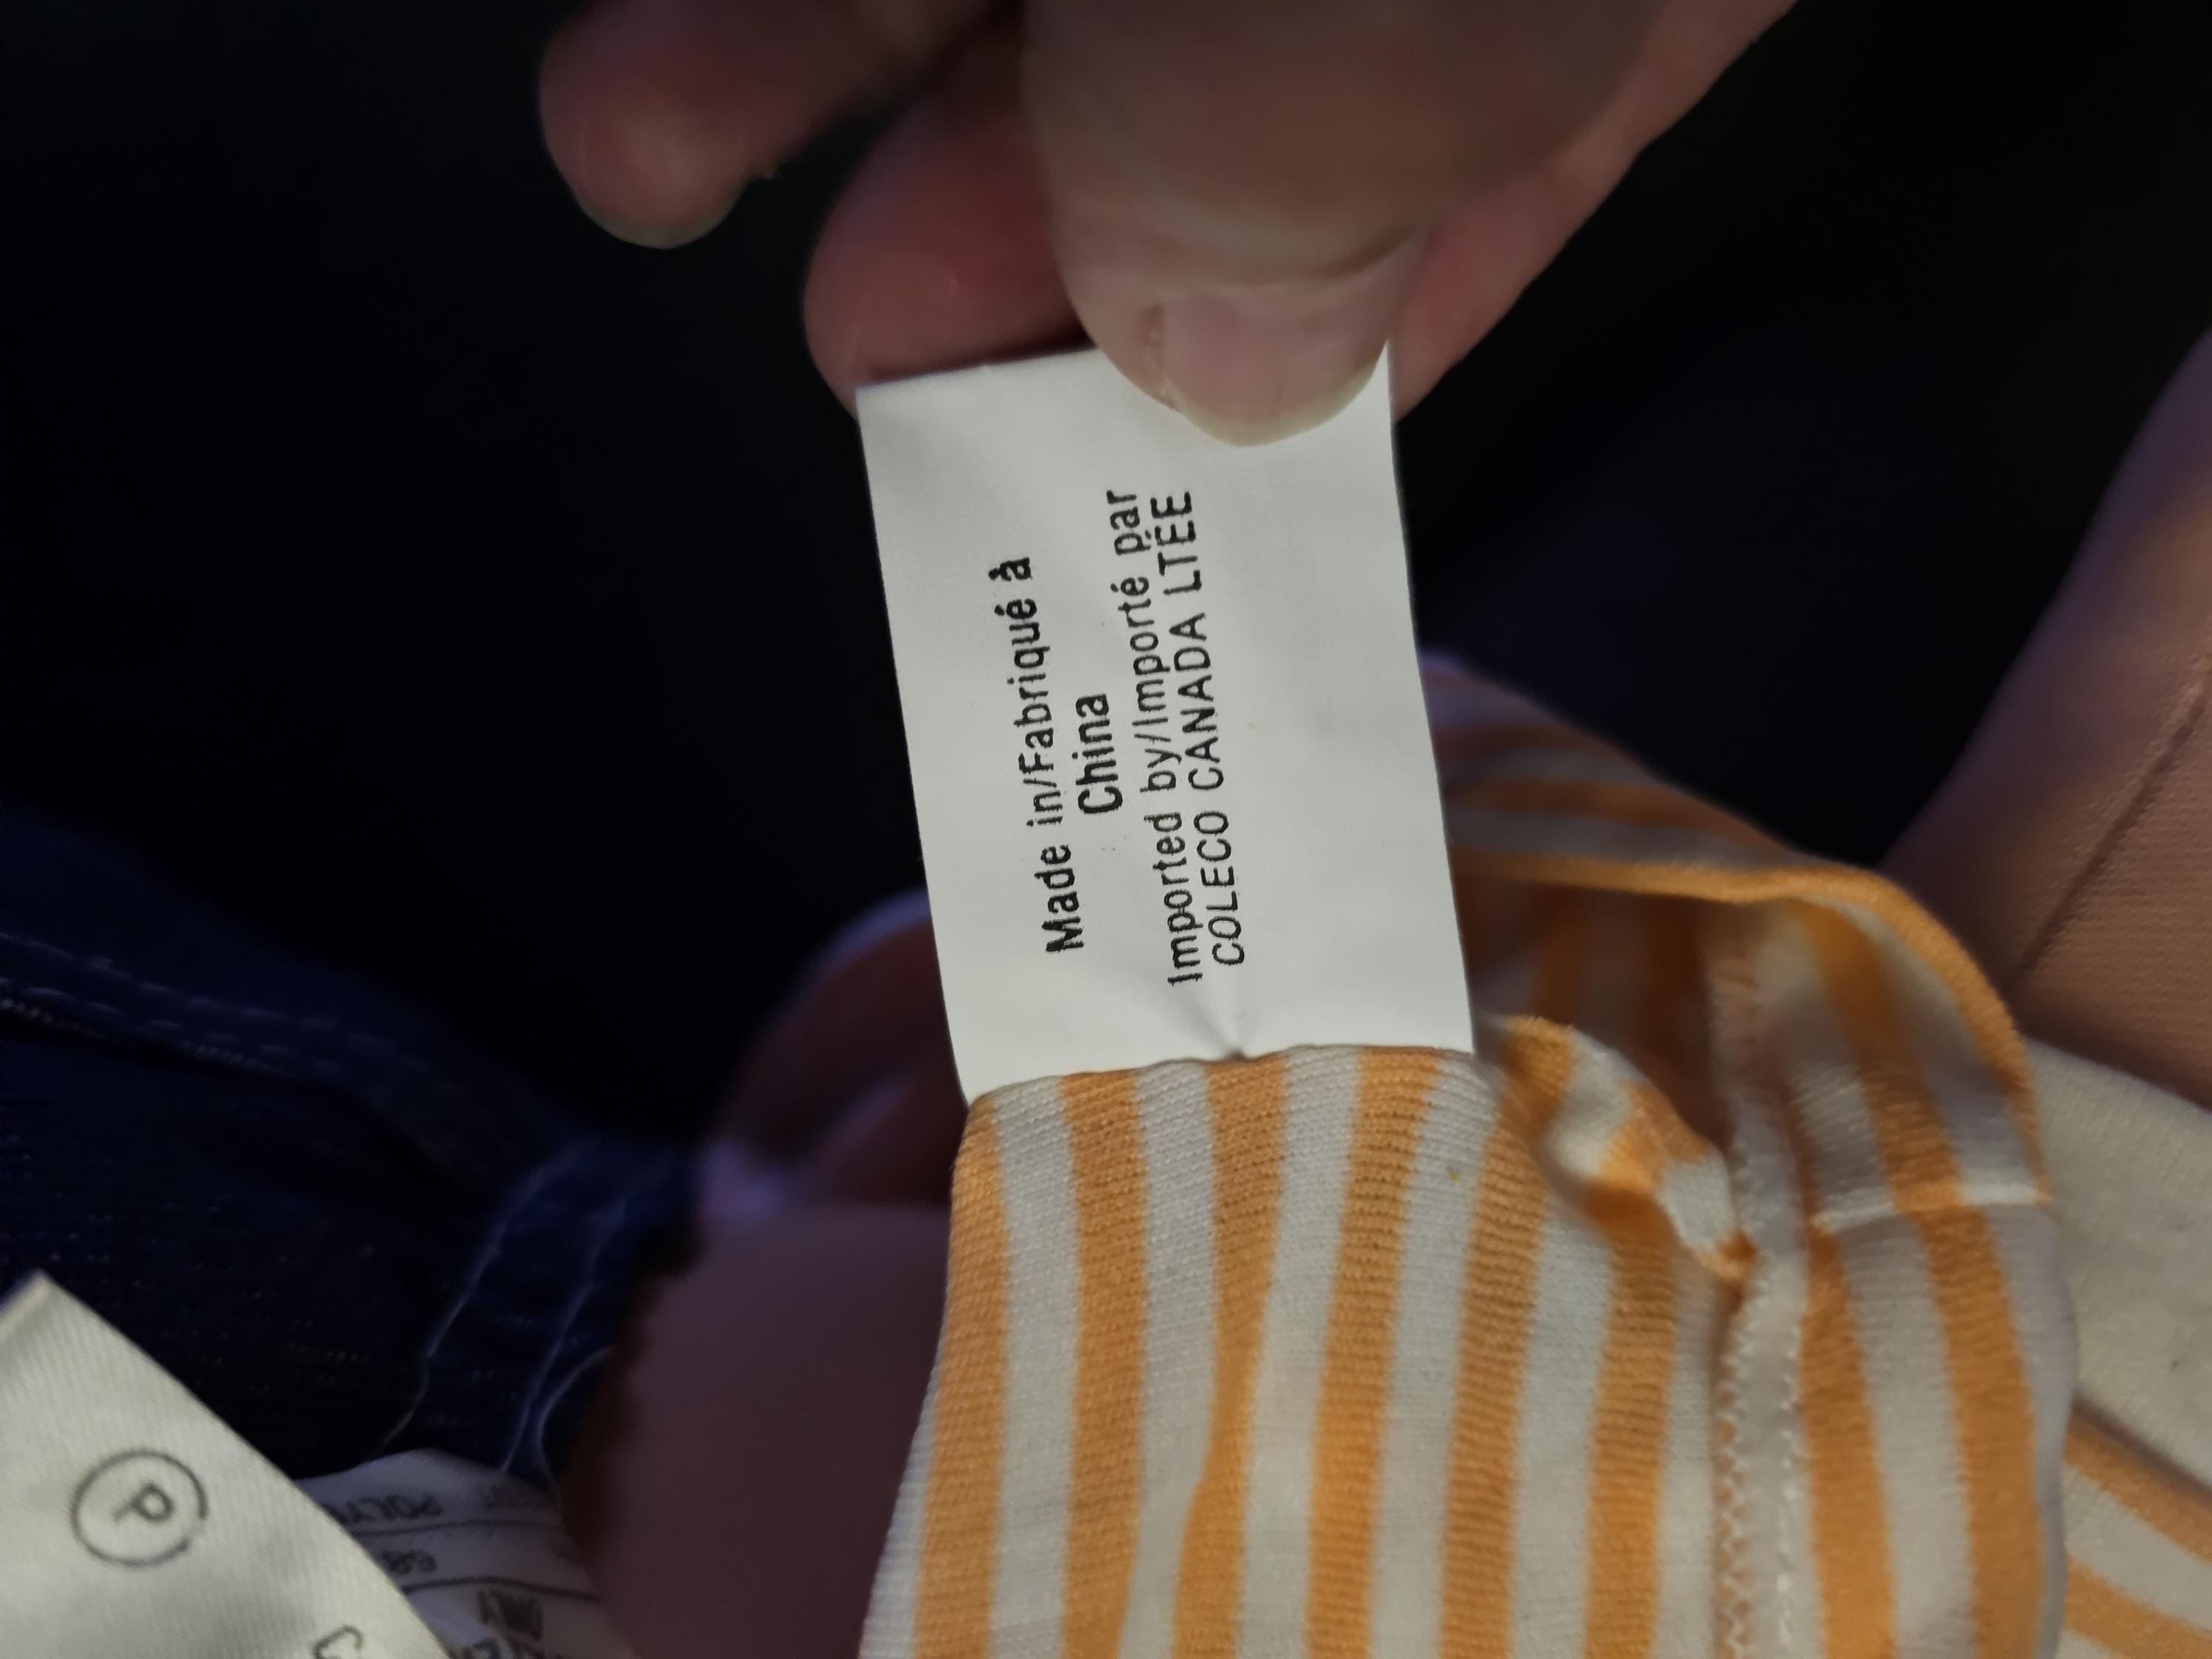 Made in/Fabriqué à
China
Imported by/Importé par
COLECO CANADA LTÉE
P